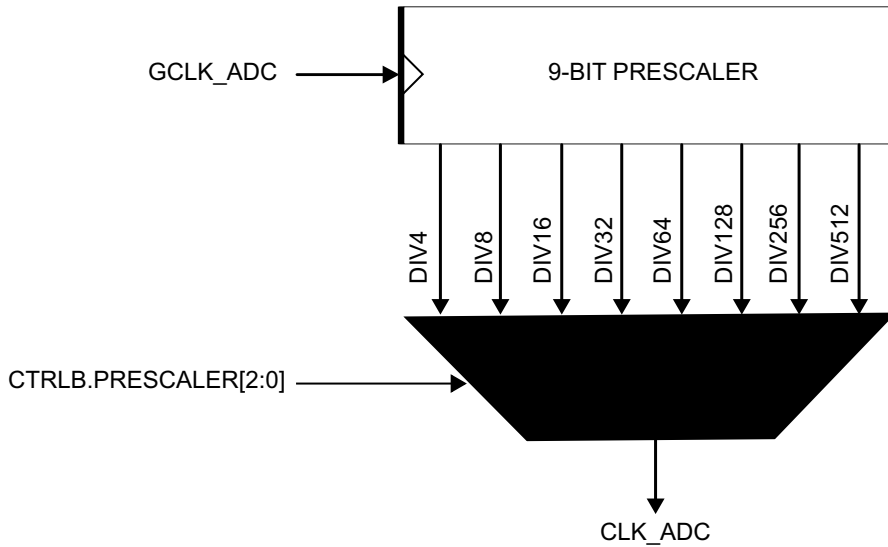 GCLK_ADC
9-BIT PRESCALER
DIV4
DIV8
DIV16
DIV32
DIV64
DIV128
DIV256
DIV512
CTRLB.PRESCALER[2:0]
CLK_ADC